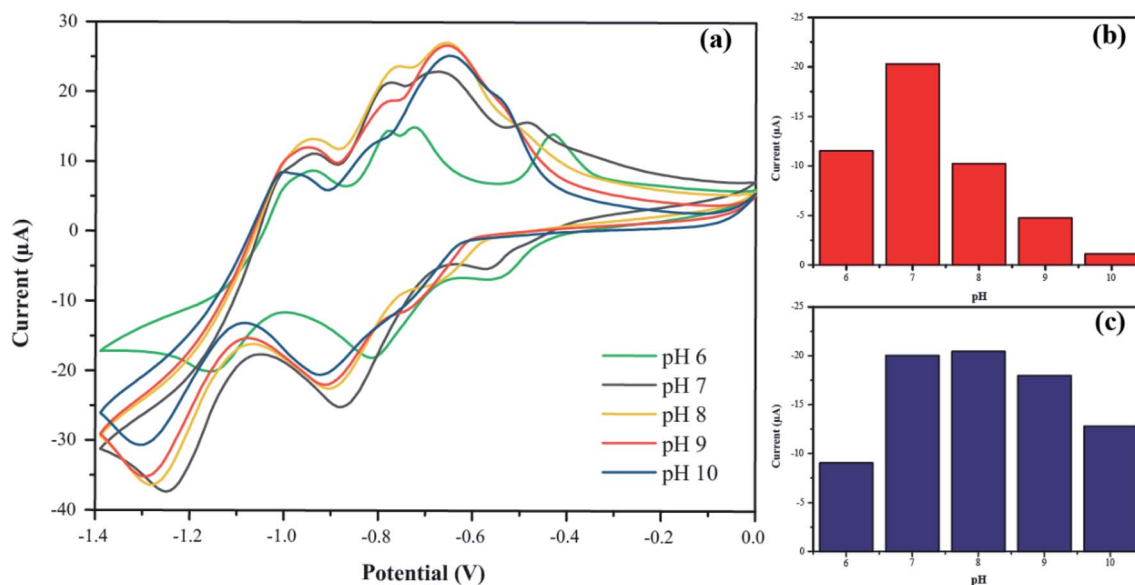 (a)
Current (µA)
30
20
10
0
-10
-20
-30
-40
-1.4
-1.2
-1.0
-0.8
-0.6
-0.4
-0.2
0.0
Potential (V)
pH 6
pH 7
pH 8
pH 9
pH 10
(b)
Current (µA)
-25
-20
-10
-5
0
6
7
8
9
10
pH
(c)
Current (µA)
-25
-20
-15
-10
-5
0
6
7
8
9
10
pH